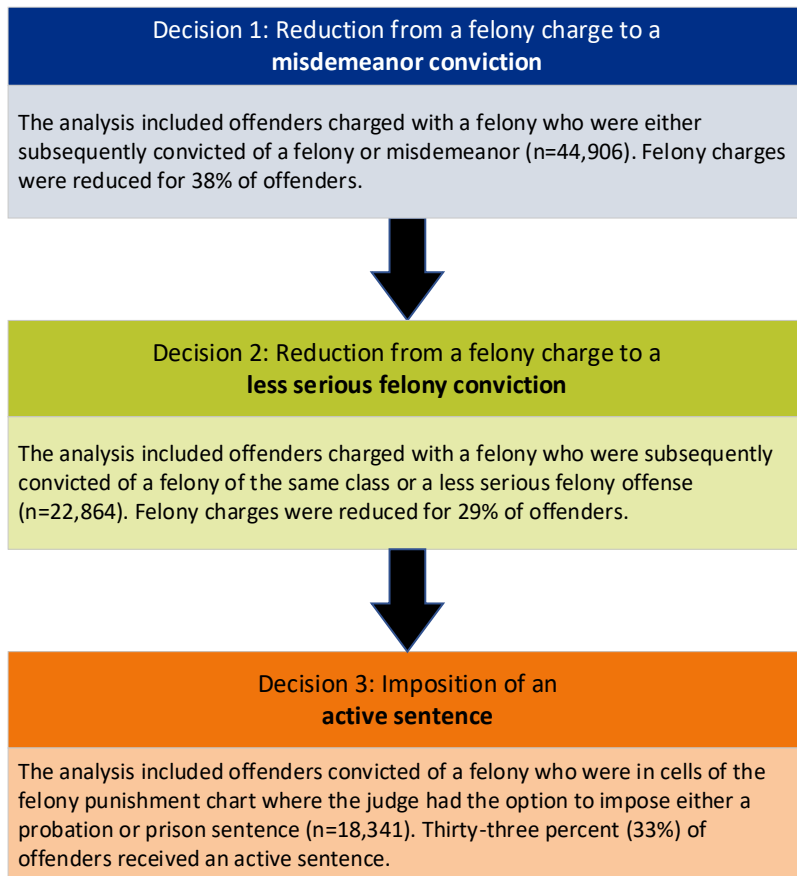 Decision 1: Reduction from a felony charge to a
misdemeanor conviction
The analysis included offenders charged with a felony who were either
subsequently convicted of a felony or misdemeanor (n=44,906). Felony charges
were reduced for 38% of offenders.
Decision 2: Reduction from a felony charge to a
less serious felony conviction
The analysis included offenders charged with a felony who were subsequently
convicted of a felony of the same class or a less serious felony offense
(n=22,864). Felony charges were reduced for 29% of offenders.
Decision 3: Imposition of an
active sentence
The analysis included offenders convicted of a felony who were in cells of the
felony punishment chart where the judge had the option to impose either a
probation or prison sentence (n=18,341). Thirty-three percent (33%) of
offenders received an active sentence.